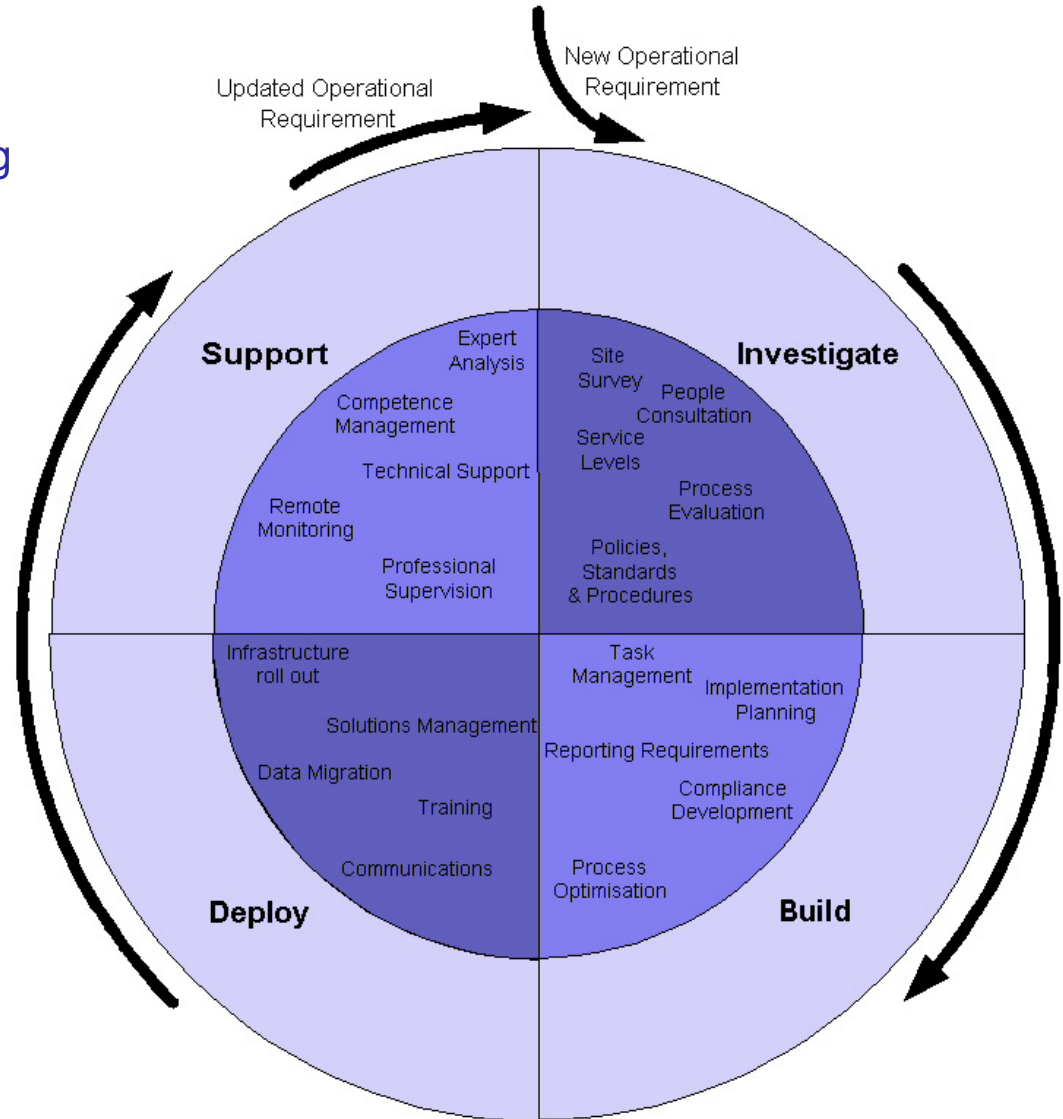 New Operational
Requirement
Updated Operational
Requirement
g
Support
Investigate
Expert
Analysis
Competence
Management
Technical Support
Remote
Monitoring
Professional
Supervision
Site
Survey
People
Consultation
Service
Levels
Process
Evaluation
Policies,
Standards
& Procedures
Infrastructure
roll out
Solutions Management
Data Migration
Training
Communications
Task
Management
Implementation
Planning
Reporting Requirements
Compliance
Development
Process
Optimisation
Deploy
Build